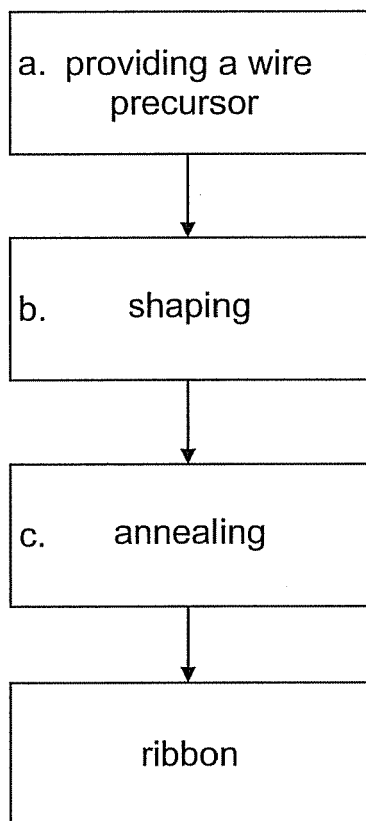 a. providing a wire
precursor
b. shaping
c. annealing
ribbon